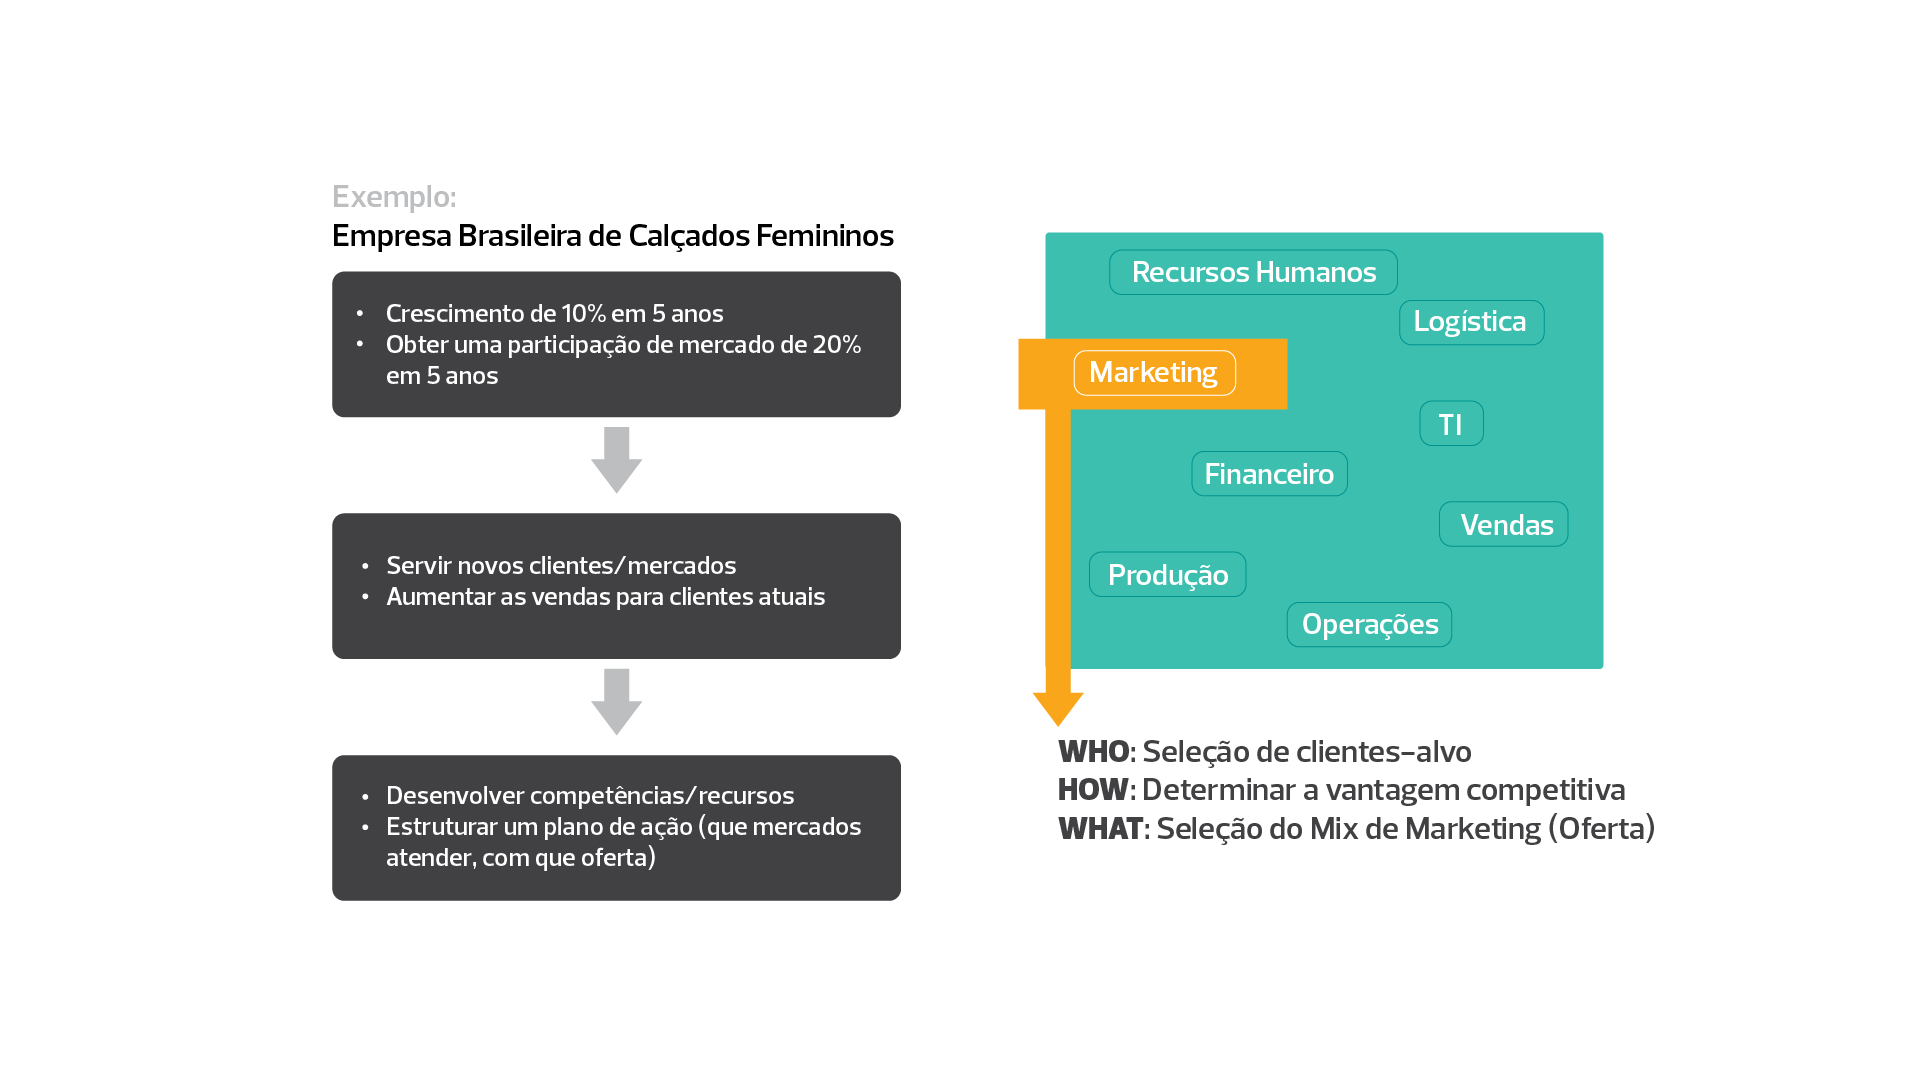 Exemplo:
Empresa Brasileira de Calçados Femininos
• Crescimento de 10% em 5 anos
• Obter uma participação de mercado de 20%
em 5 anos
• Servir novos clientes/mercados
• Aumentar as vendas para clientes atuais
• Desenvolver competências/recursos
• Estruturar um plano de ação (que mercados
atender, com que oferta)
Recursos Humanos
Logística
Marketing
TI
Financeiro
Vendas
Produção
Operações
WHO: Seleção de clientes-alvo
HOW: Determinar a vantagem competitiva
WHAT: Seleção do Mix de Marketing (Oferta)